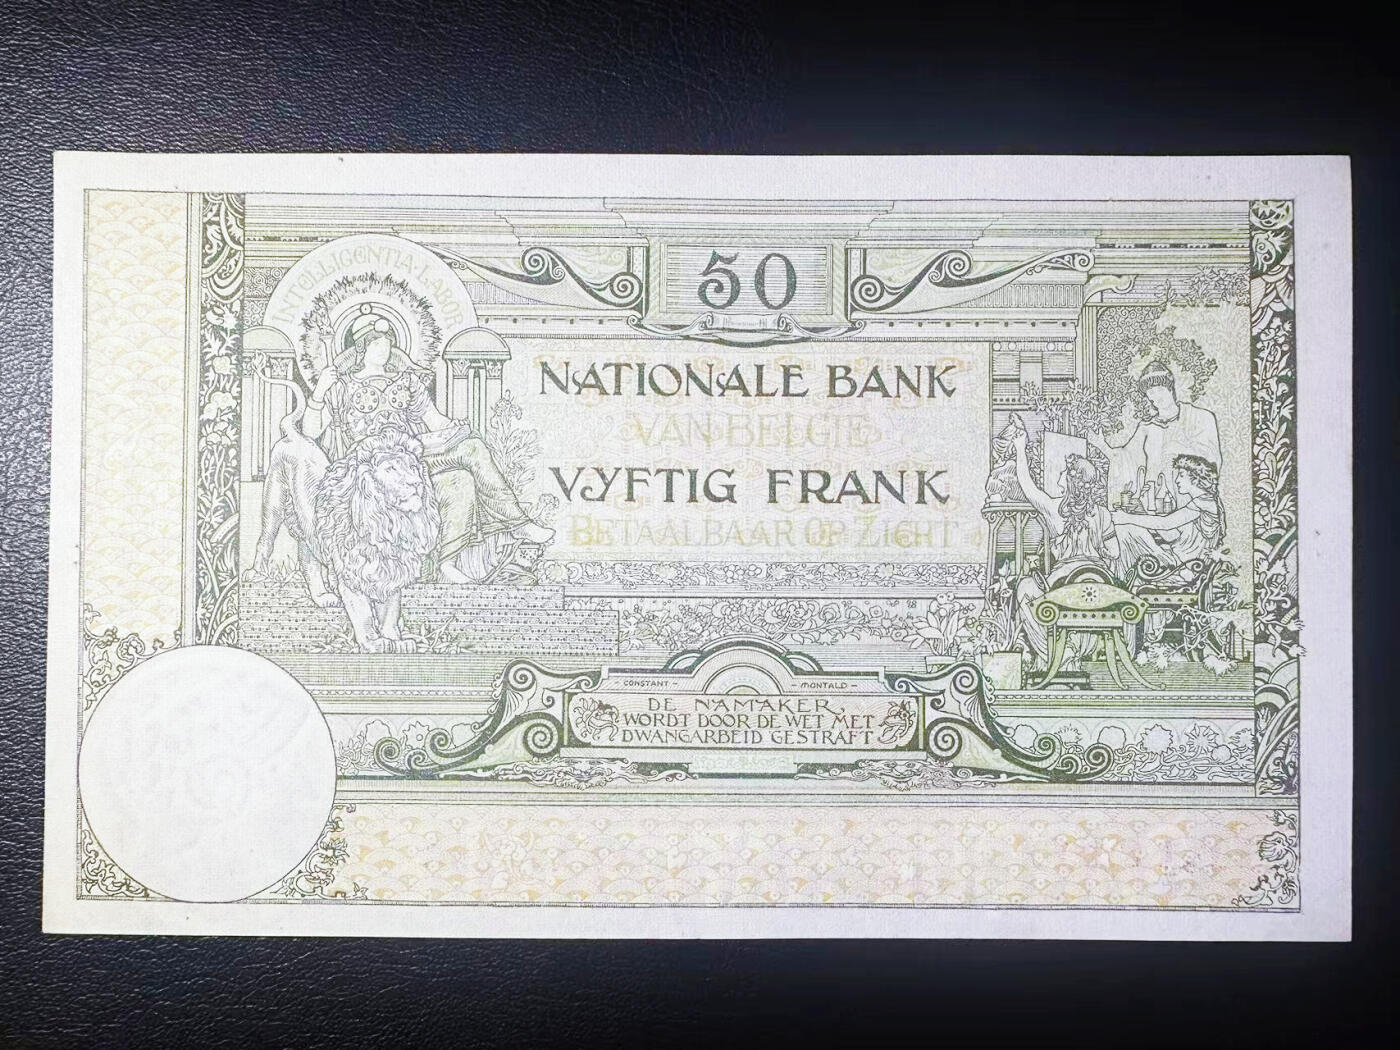 INTELLIGENTIA · LABOR
50
NATIONALE BANK
VAN BELGIE
VYFTIG FRANK
BETAALBAAR OP ZICHT
- CONSTANT - - MONTALD -
DE NAMAKER,
WORDT DOOR DE WET MET
DWANGARBEID GESTRAFT